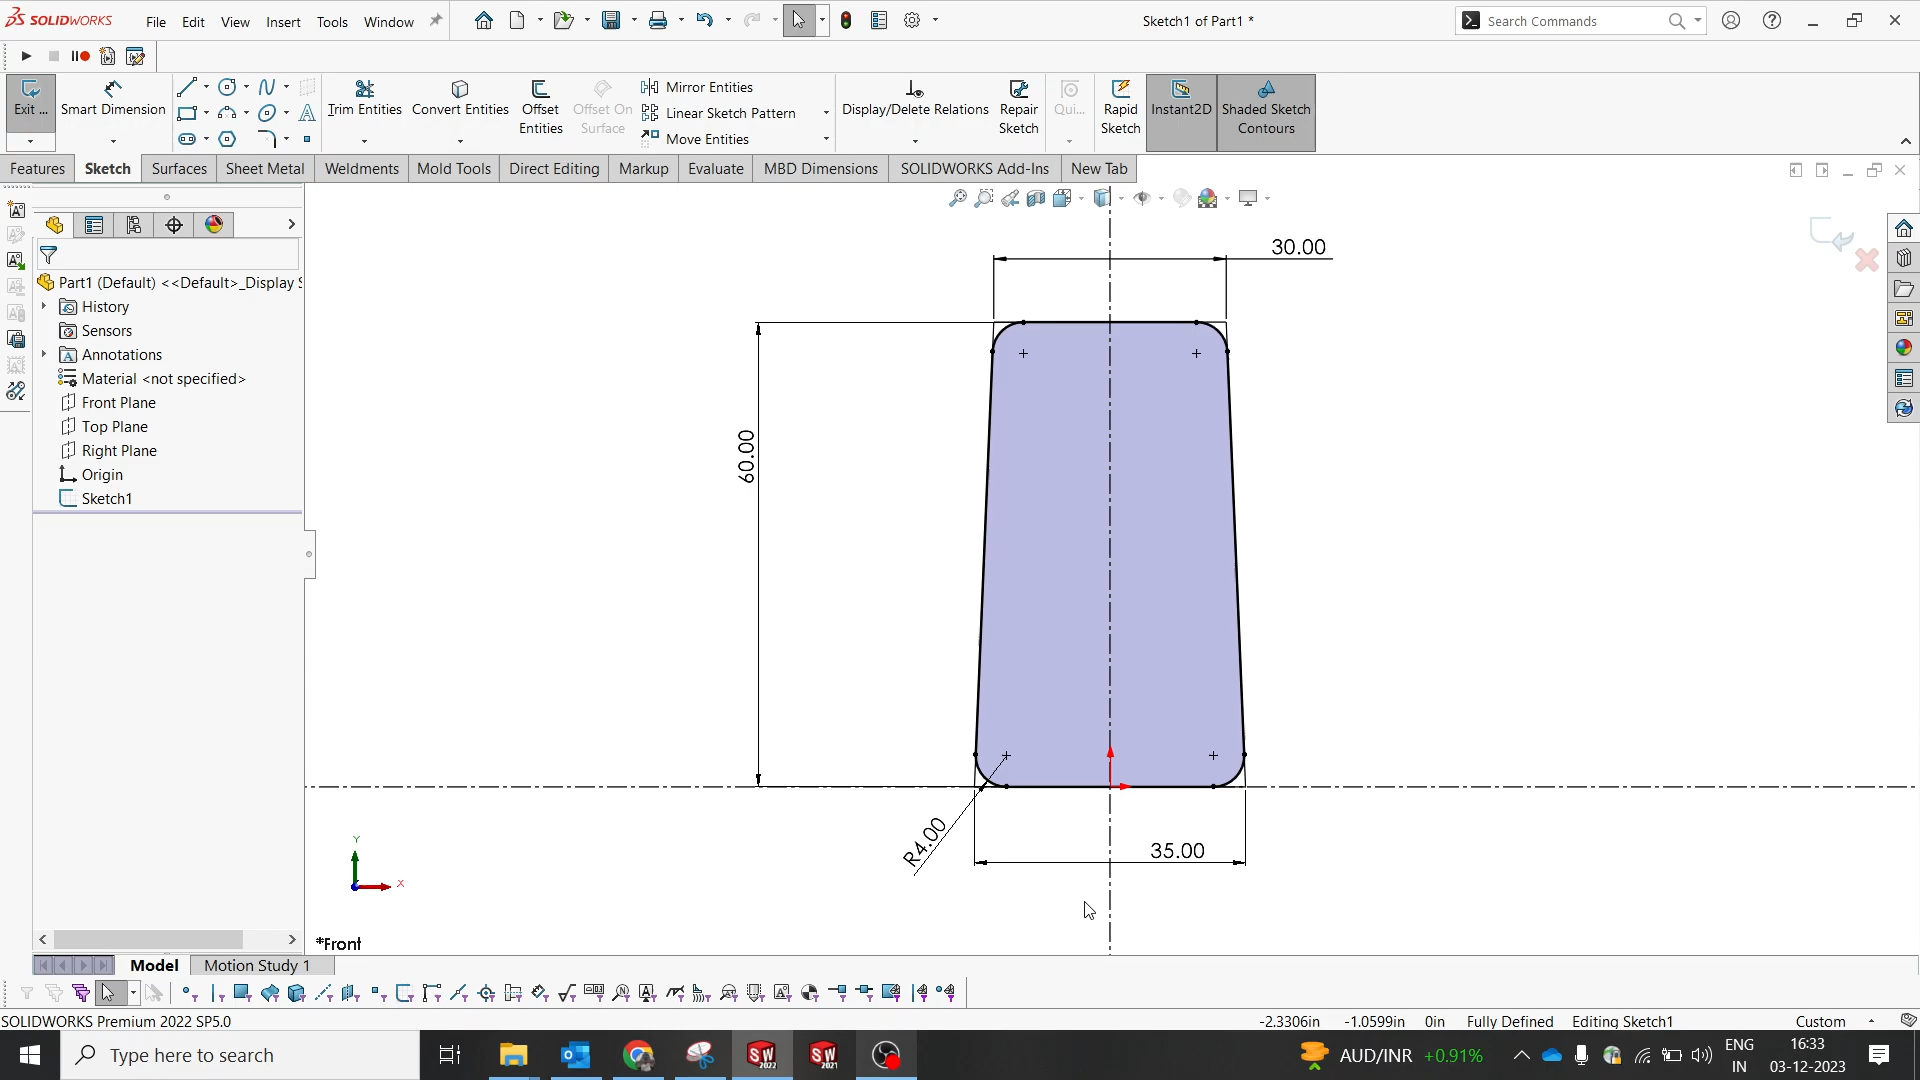 SOLIDWORKS File Edit View Insert Tools Window Sketch1 of Part1 * Search Commands
Exit ... Smart Dimension Trim Entities Convert Entities Offset Entities Offset On Surface Mirror Entities Linear Sketch Pattern Move Entities Display/Delete Relations Repair Sketch Qui... Rapid Sketch Instant2D Shaded Sketch Contours
Features Sketch Surfaces Sheet Metal Weldments Mold Tools Direct Editing Markup Evaluate MBD Dimensions SOLIDWORKS Add-Ins New Tab
Part1 (Default) <<Default>_Display S
History
Sensors
Annotations
Material <not specified>
Front Plane
Top Plane
Right Plane
Origin
Sketch1
30.00
60.00
R4.00
35.00
Y
X
*Front
Model Motion Study 1
SOLIDWORKS Premium 2022 SP5.0 -2.3306in -1.0599in 0in Fully Defined Editing Sketch1 Custom
Type here to search SW 2022 SW 2021 AUD/INR +0.91% ENG IN 16:33 03-12-2023